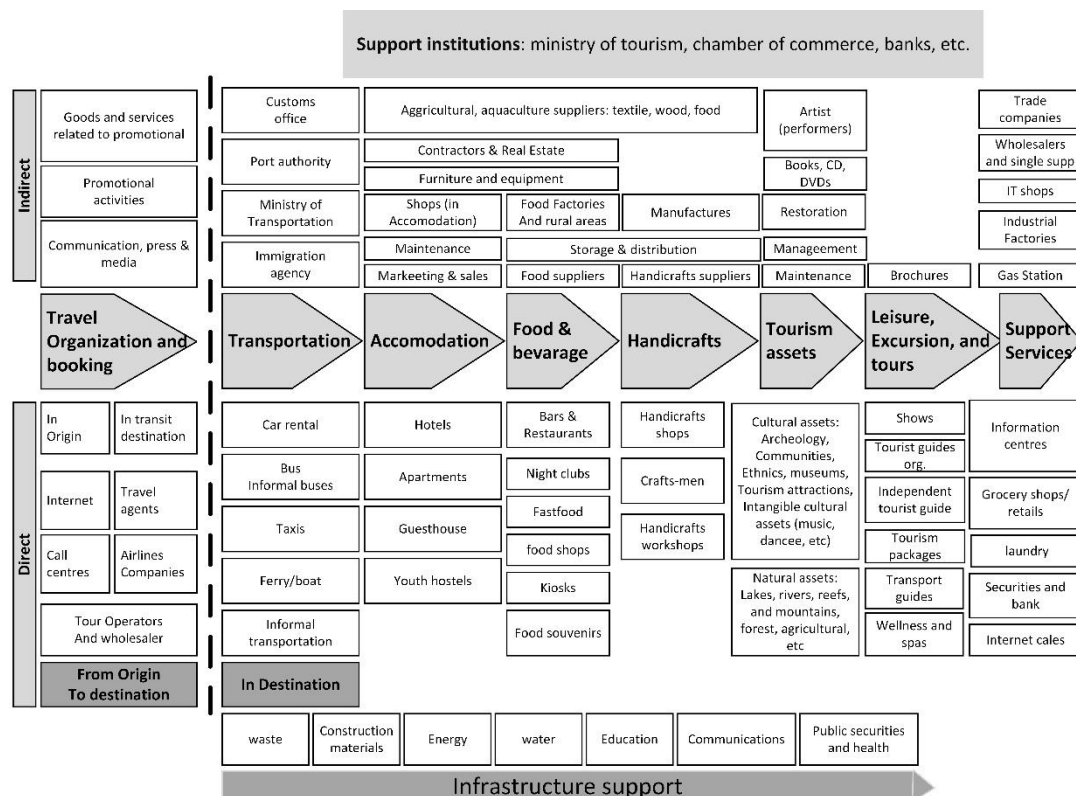 Support institutions: ministry of tourism, chamber of commerce, banks, etc.
Indirect
Goods and services
related to promotional
Promotional
activities
Communication, press &
media
Customs
office
Port authority
Ministry of
Transportation
Immigration
agency
Aggricultural, aquaculture suppliers: textile, wood, food
Contractors & Real Estate
Furniture and equipment
Shops (in
Accomodation)
Food Factories
And rural areas
Manufactures
Maintenance
Storage & distribution
Markeeting & sales
Food suppliers
Handicrafts suppliers
Artist
(performers)
Books, CD,
DVDs
Restoration
Manageement
Maintenance
Brochures
Trade
companies
Wholesalers
and single supp
IT shops
Industrial
Factories
Gas Station
Travel
Organization and
booking
Transportation
Accomodation
Food &
bevarage
Handicrafts
Tourism
assets
Leisure,
Excursion, and
tours
Support
Services
Direct
In
Origin
In transit
destination
Internet
Travel
agents
Call
centres
Airlines
Companies
Tour Operators
And wholesaler
From Origin
To destination
Car rental
Bus
Informal buses
Taxis
Ferry/boat
Informal
transportation
In Destination
Hotels
Apartments
Guesthouse
Youth hostels
Bars &
Restaurants
Night clubs
Fastfood
food shops
Kiosks
Food souvenirs
Handicrafts
shops
Crafts-men
Handicrafts
workshops
Cultural assets:
Archeology,
Communities,
Ethnics, museums,
Tourism attractions,
Intangible cultural
assets (music,
dancee, etc)
Natural assets:
Lakes, rivers, reefs,
and mountains,
forest, agricultural,
etc
Shows
Tourist guides
org.
Independent
tourist guide
Tourism
packages
Transport
guides
Wellness and
spas
Information
centres
Grocery shops/
retails
laundry
Securities and
bank
Internet cales
waste
Construction
materials
Energy
water
Education
Communications
Public securities
and health
Infrastructure support